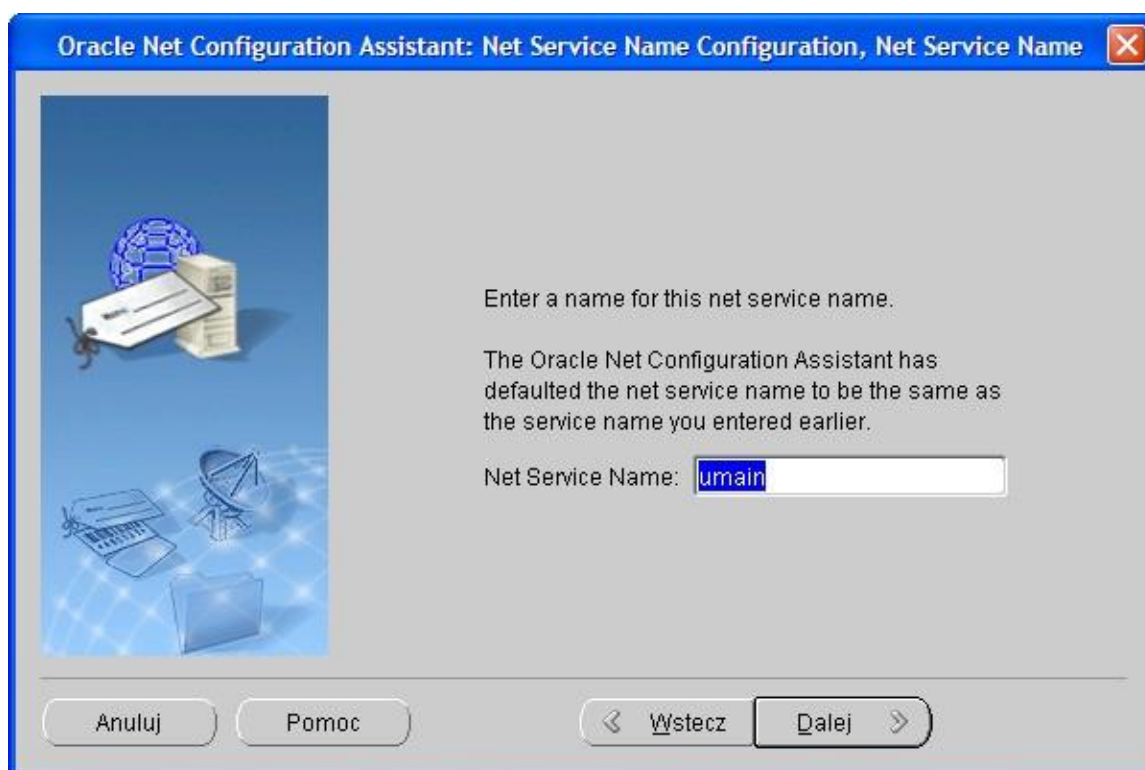 Oracle Net Configuration Assistant: Net Service Name Configuration, Net Service Name
Enter a name for this net service name.
The Oracle Net Configuration Assistant has
defaulted the net service name to be the same as
the service name you entered earlier.
Net Service Name: umain
Anuluj Pomoc Wstecz Dalej